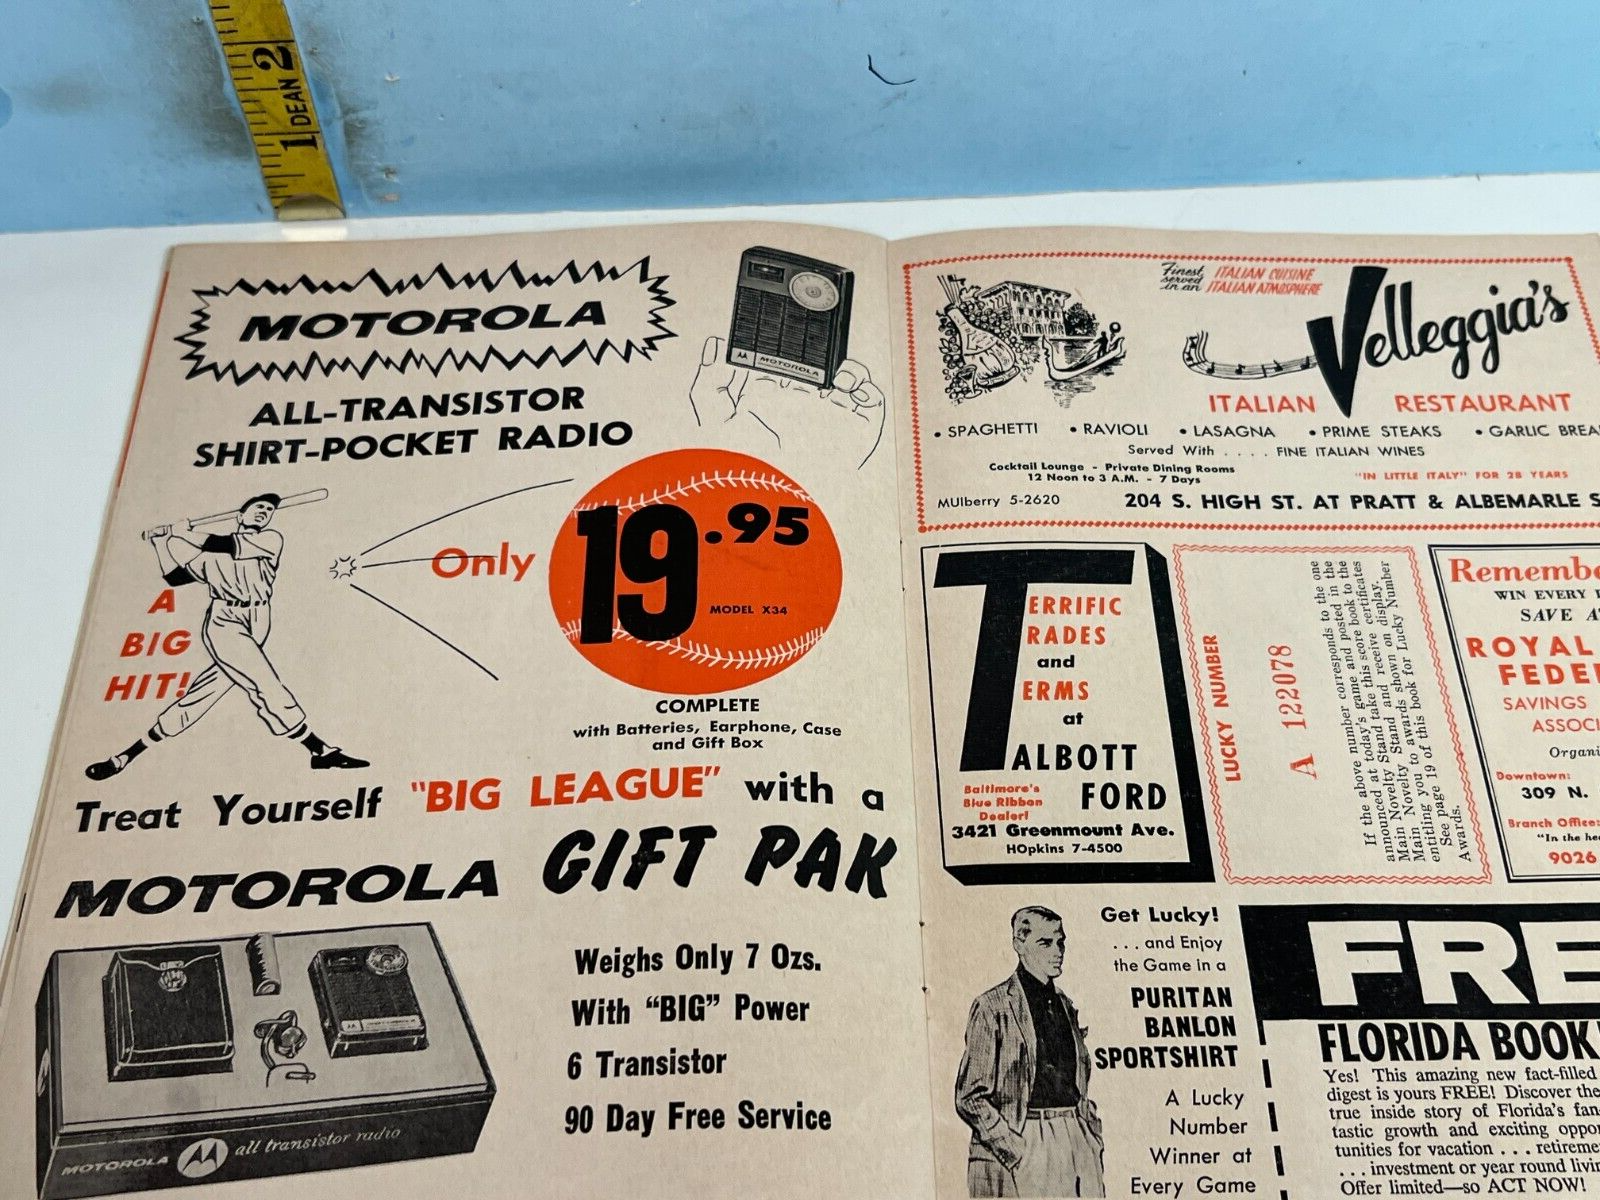 1 DEAN 2
MOTOROLA
ALL-TRANSISTOR
SHIRT-POCKET RADIO
MOTOROLA
A
BIG
HIT!
Only
19.95
MODEL X34
COMPLETE
with Batteries, Earphone, Case
and Gift Box
Treat Yourself "BIG LEAGUE" with a
MOTOROLA GIFT PAK
Weighs Only 7 Ozs.
With "BIG" Power
6 Transistor
90 Day Free Service
MOTOROLA all transistor radio
Finest ITALIAN CUISINE
served
in an ITALIAN ATMOSPHERE
Velleggia's
ITALIAN RESTAURANT
• SPAGHETTI • RAVIOLI • LASAGNA • PRIME STEAKS • GARLIC BREA
Served With . . . . FINE ITALIAN WINES
Cocktail Lounge - Private Dining Rooms
12 Noon to 3 A.M. - 7 Days
"IN LITTLE ITALY" FOR 28 YEARS
MUlberry 5-2620 204 S. HIGH ST. AT PRATT & ALBEMARLE S
TERRIFIC
RADES
and
ERMS
at
ALBOTT
FORD
Baltimore's
Blue Ribbon
Dealer!
3421 Greenmount Ave.
HOpkins 7-4500
LUCKY NUMBER
A 122078
If the above number corresponds to the one
announced at today's game and posted in the
Main Novelty Stand take this score book to the
Main Novelty Stand and receive certificates
entitling you to awards shown on display.
See page 19 of this book for Lucky Number
Awards.
Remembe
WIN EVERY
SAVE A
ROYAL
FEDE
SAVINGS
ASSOC
Organi
Downtown:
309 N.
Branch Office:
"In the hea
9026
Get Lucky!
. . . and Enjoy
the Game in a
PURITAN
BANLON
SPORTSHIRT
A Lucky
Number
Winner at
Every Game
FRE
FLORIDA BOOK
Yes! This amazing new fact-filled
digest is yours FREE! Discover the
true inside story of Florida's fan-
tastic growth and exciting oppor
tunities for vacation . . . retireme
. . . investment or year round livin
Offer limited—so ACT NOW!